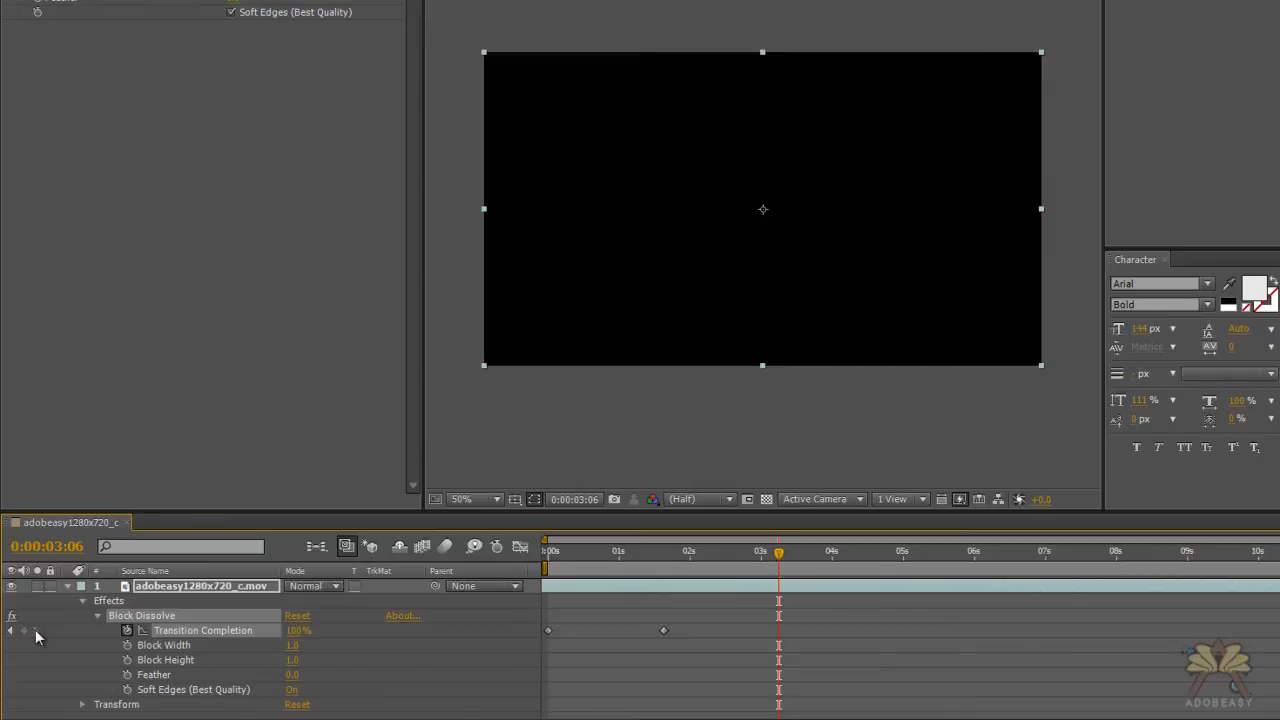 Soft Edges (Best Quality)
50%
0:00:03:06
(Half)
Active Camera
1 View
+0.0
Character
Arial
Bold
144 px
Auto
Metrics
0
- px
111 %
100 %
0 px
0 %
T T TT Tr T¹ T,
adobeasy1280x720_c
0:00:03:06
:00s 01s 02s 03s 04s 05s 06s 07s 08s 09s 10s
# Source Name Mode T TrkMat Parent
1 adobeasy1280x720_c.mov Normal None
Effects
fx Block Dissolve Reset About...
Transition Completion 100%
Block Width 1.0
Block Height 1.0
Feather 0.0
Soft Edges (Best Quality) On
Transform Reset
ADOBEASY